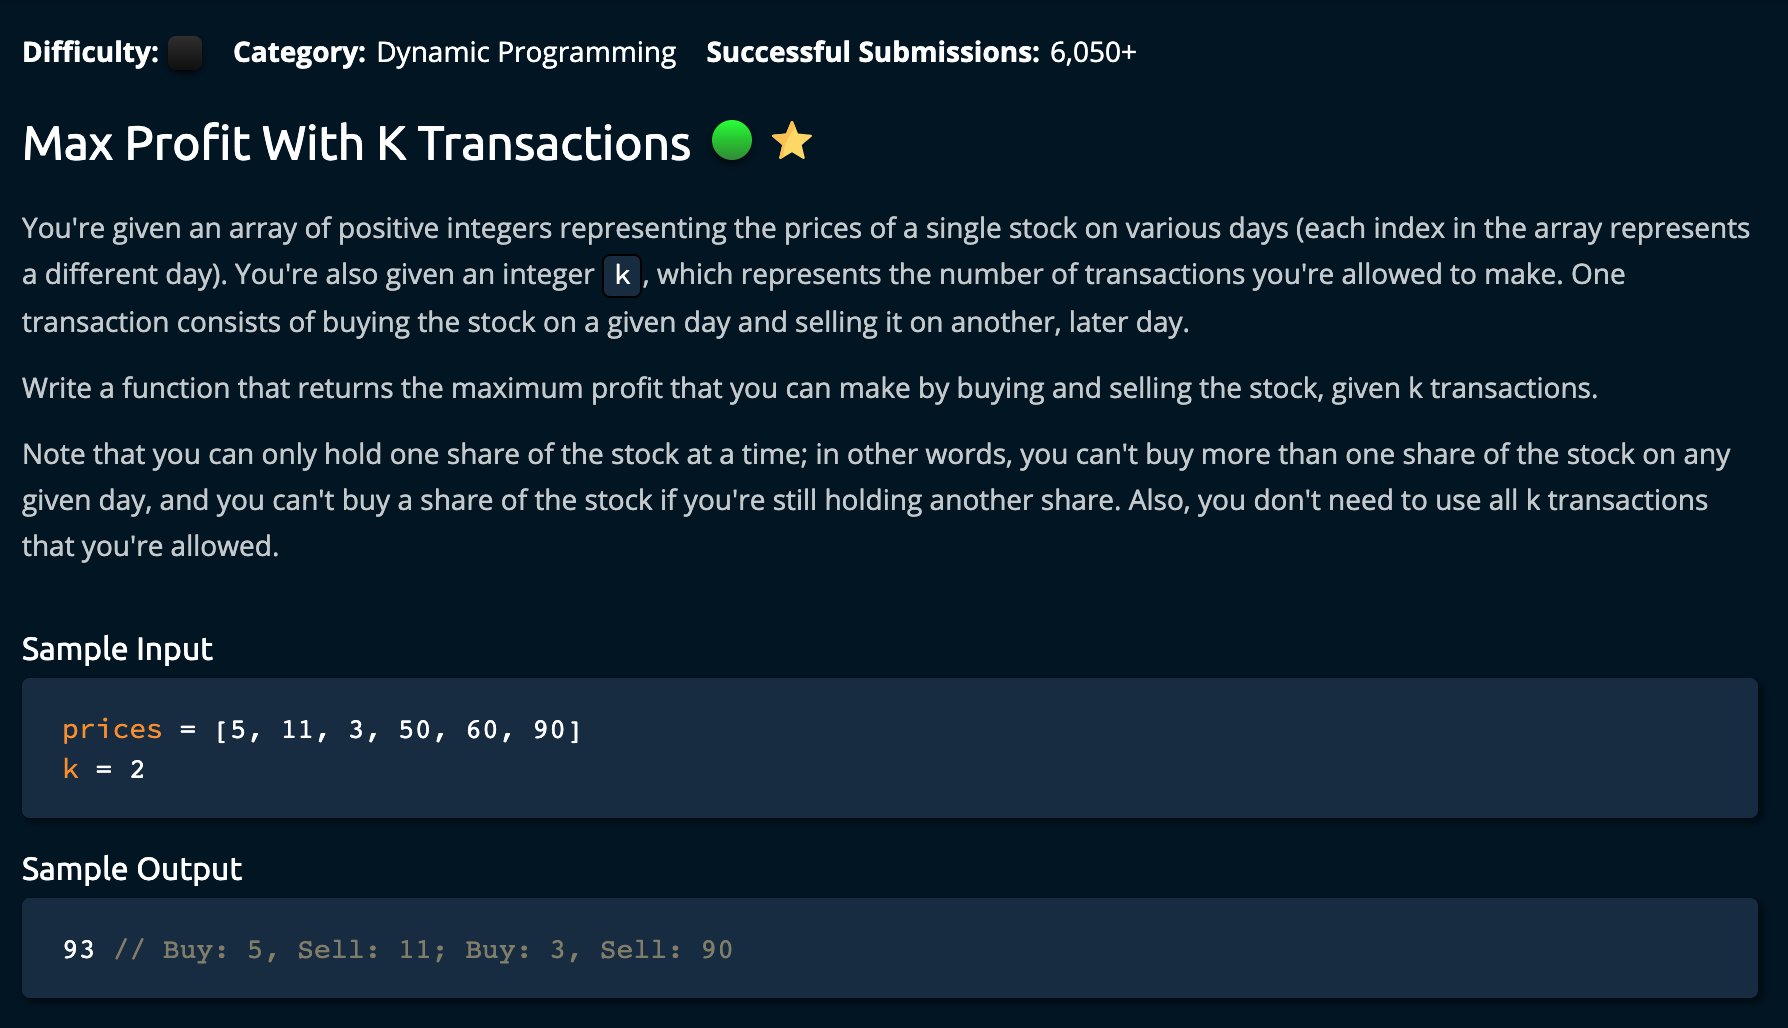 Difficulty: Category: Dynamic Programming Successful Submissions: 6,050+
Max Profit With K Transactions
You're given an array of positive integers representing the prices of a single stock on various days (each index in the array represents
a different day). You're also given an integer k, which represents the number of transactions you're allowed to make. One
transaction consists of buying the stock on a given day and selling it on another, later day.
Write a function that returns the maximum profit that you can make by buying and selling the stock, given k transactions.
Note that you can only hold one share of the stock at a time; in other words, you can't buy more than one share of the stock on any
given day, and you can't buy a share of the stock if you're still holding another share. Also, you don't need to use all k transactions
that you're allowed.
Sample Input
prices = [5, 11, 3, 50, 60, 90]
k = 2
Sample Output
93 // Buy: 5, Sell: 11; Buy: 3, Sell: 90